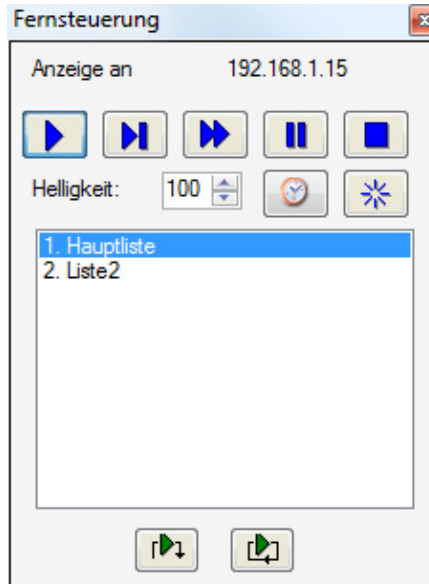 Fernsteuerung
Anzeige an 192.168.1.15
Helligkeit: 100
1. Hauptliste
2. Liste2